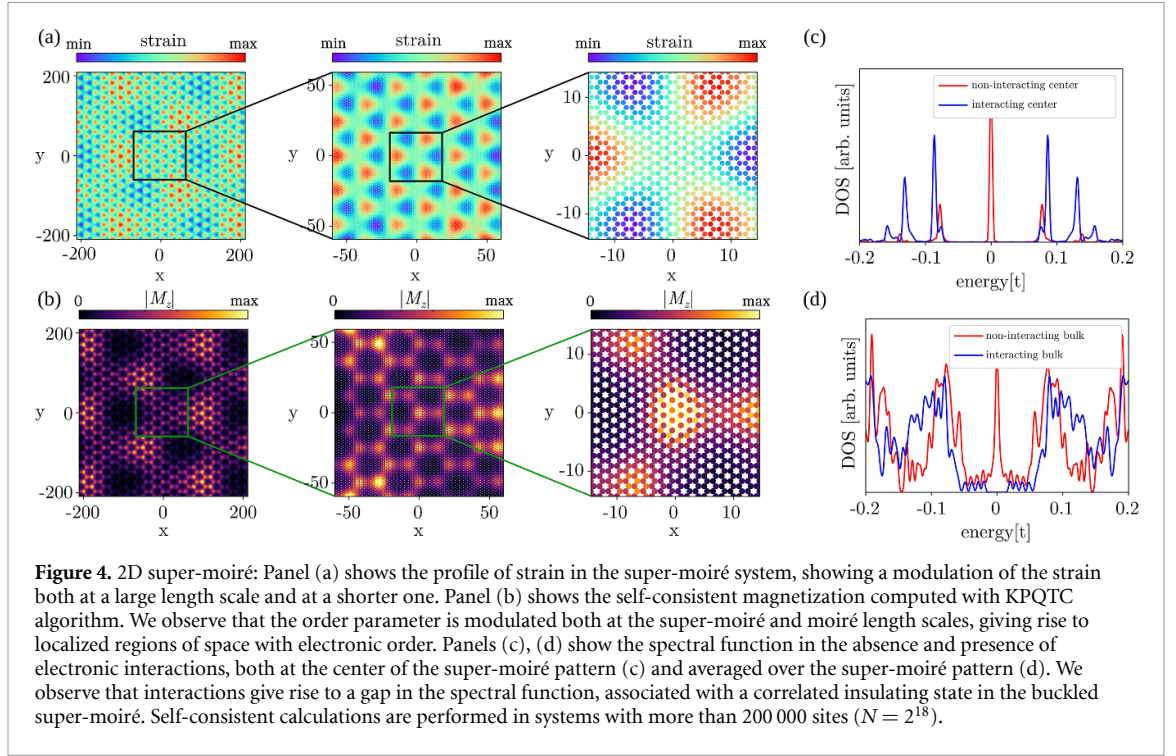 (a)
min strain max
200
0
-200
y
-200 0 200
x
min strain max
50
0
-50
y
-60 0 60
x
min strain max
10
0
-10
y
-10 0 10
x
(c)
non-interacting center
interacting center
DOS [arb. units]
-0.2 -0.1 0 0.1 0.2
energy[t]
(b)
0 |M_z| max
200
0
-200
y
-200 0 200
x
0 |M_z| max
50
0
-50
y
-50 0 50
x
0 |M_z| max
10
0
-10
y
-10 0 10
x
(d)
non-interacting bulk
interacting bulk
DOS [arb. units]
-0.2 -0.1 0 0.1 0.2
energy[t]
Figure 4. 2D super-moiré: Panel (a) shows the profile of strain in the super-moiré system, showing a modulation of the strain
both at a large length scale and at a shorter one. Panel (b) shows the self-consistent magnetization computed with KPQTC
algorithm. We observe that the order parameter is modulated both at the super-moiré and moiré length scales, giving rise to
localized regions of space with electronic order. Panels (c), (d) show the spectral function in the absence and presence of
electronic interactions, both at the center of the super-moiré pattern (c) and averaged over the super-moiré pattern (d). We
observe that interactions give rise to a gap in the spectral function, associated with a correlated insulating state in the buckled
super-moiré. Self-consistent calculations are performed in systems with more than 200 000 sites (N = 2¹⁸).